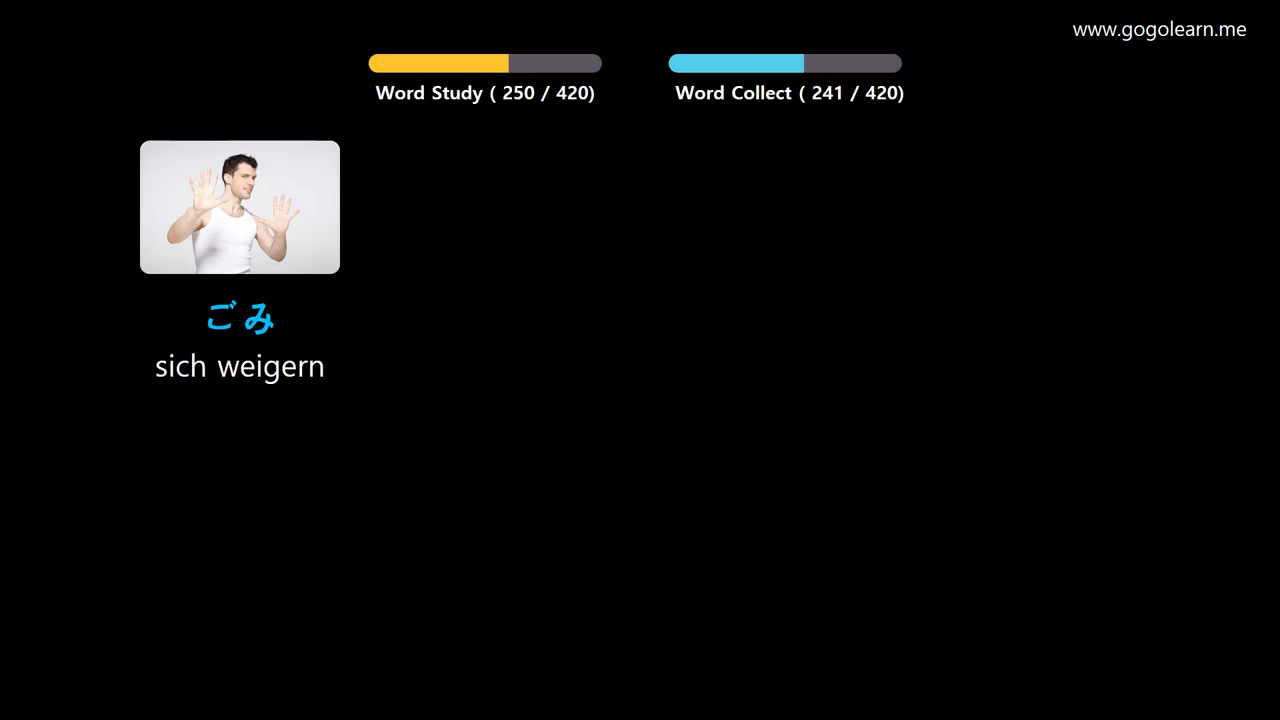 www.gogolearn.me
Word Study ( 250 / 420)
Word Collect ( 241 / 420)
ごみ
sich weigern